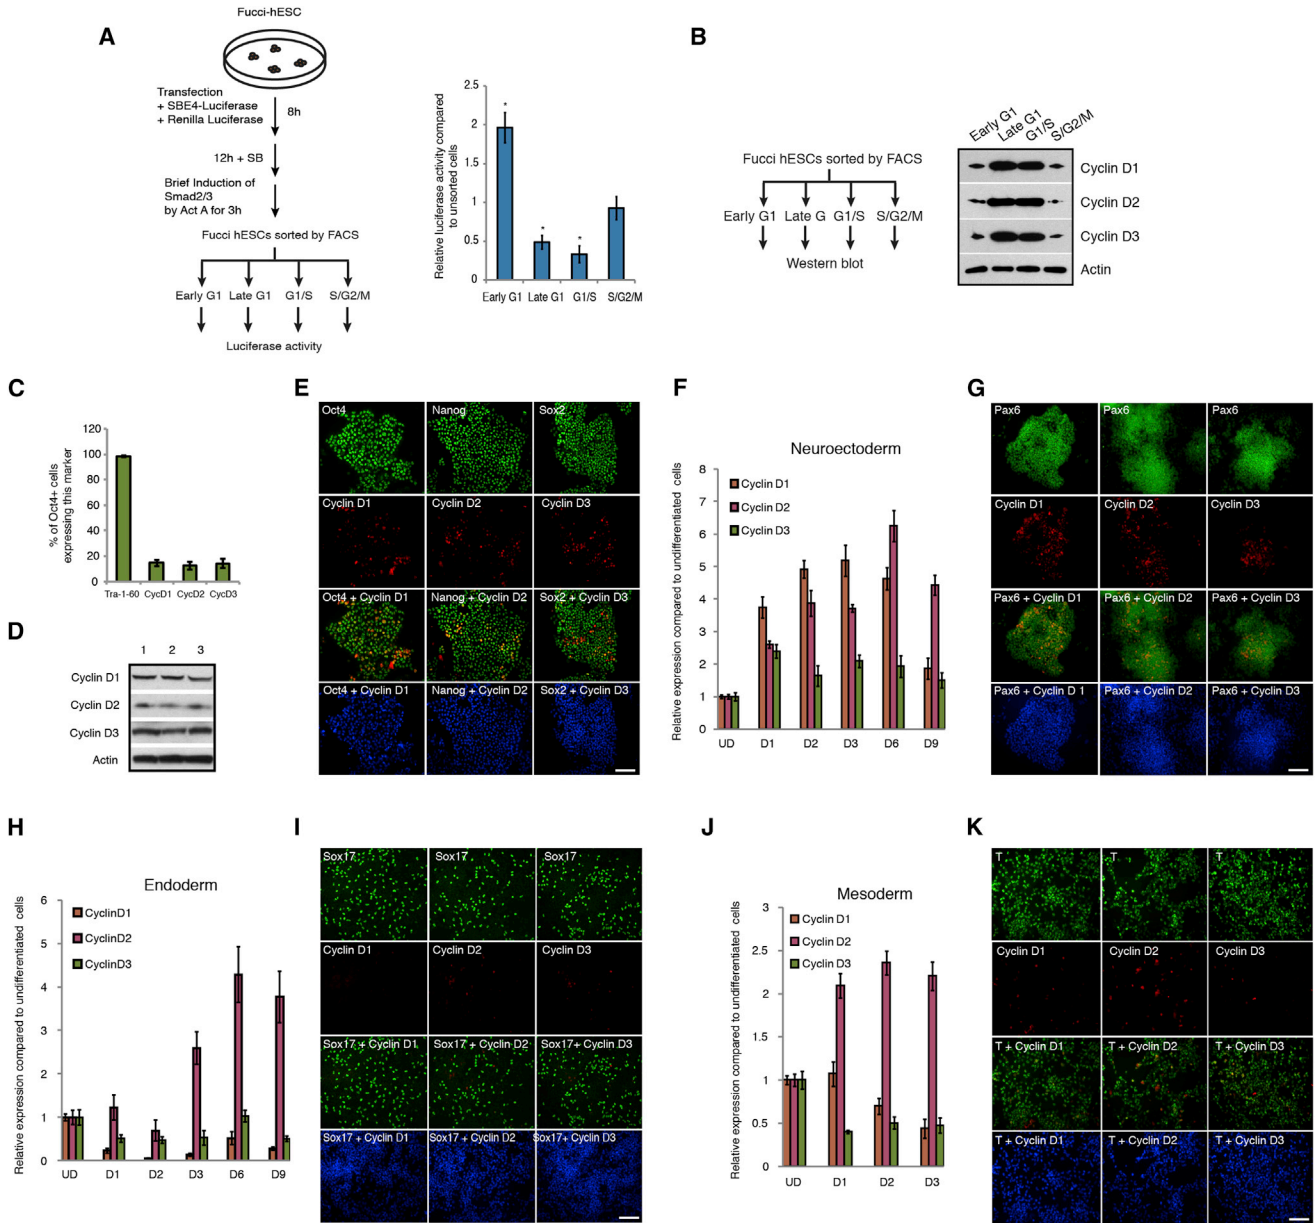 A
Fucci-hESC
Transfection
+ SBE4-Luciferase
+ Renilla Luciferase
8h
12h + SB
Brief Induction of
Smad2/3
by Act A for 3h
Fucci hESCs sorted by FACS
Early G1 Late G1 G1/S S/G2/M
Luciferase activity
Relative luciferase activity compared
to unsorted cells
2.5
2
1.5
1
0.5
0
* * *
Early G1 Late G1 G1/S S/G2/M
B
Fucci hESCs sorted by FACS
Early G1 Late G G1/S S/G2/M
Western blot
Early G1 Late G1 G1/S S/G2/M
Cyclin D1
Cyclin D2
Cyclin D3
Actin
C
% of Oct4+ cells
expressing this marker
120
100
80
60
40
20
0
Tra-1-60 CycD1 CycD2 CycD3
D
1 2 3
Cyclin D1
Cyclin D2
Cyclin D3
Actin
E
Oct4 Nanog Sox2
Cyclin D1 Cyclin D2 Cyclin D3
Oct4 + Cyclin D1 Nanog + Cyclin D2 Sox2 + Cyclin D3
Oct4 + Cyclin D1 Nanog + Cyclin D2 Sox2 + Cyclin D3
F
Neuroectoderm
Relative expression compared to undifferentiated cells
8
7
6
5
4
3
2
1
0
Cyclin D1
Cyclin D2
Cyclin D3
UD D1 D2 D3 D6 D9
G
Pax6 Pax6 Pax6
Cyclin D1 Cyclin D2 Cyclin D3
Pax6 + Cyclin D1 Pax6 + Cyclin D2 Pax6 + Cyclin D3
Pax6 + Cyclin D 1 Pax6 + Cyclin D2 Pax6 + Cyclin D3
H
Endoderm
Relative expression compared to undifferentiated cells
6
5
4
3
2
1
0
CyclinD1
CyclinD2
CyclinD3
UD D1 D2 D3 D6 D9
I
Sox17 Sox17 Sox17
Cyclin D1 Cyclin D2 Cyclin D3
Sox17 + Cyclin D1 Sox17 + Cyclin D2 Sox17+ Cyclin D3
Sox17 + Cyclin D1 Sox17 + Cyclin D2 Sox17+ Cyclin D3
J
Mesoderm
Relative expression compared to undifferentiated cells
3
2.5
2
1.5
1
0.5
0
Cyclin D1
Cyclin D2
Cyclin D3
UD D1 D2 D3
K
T T T
Cyclin D1 Cyclin D2 Cyclin D3
T + Cyclin D1 T + Cyclin D2 T + Cyclin D3
T + Cyclin D1 T + Cyclin D2 T + Cyclin D3